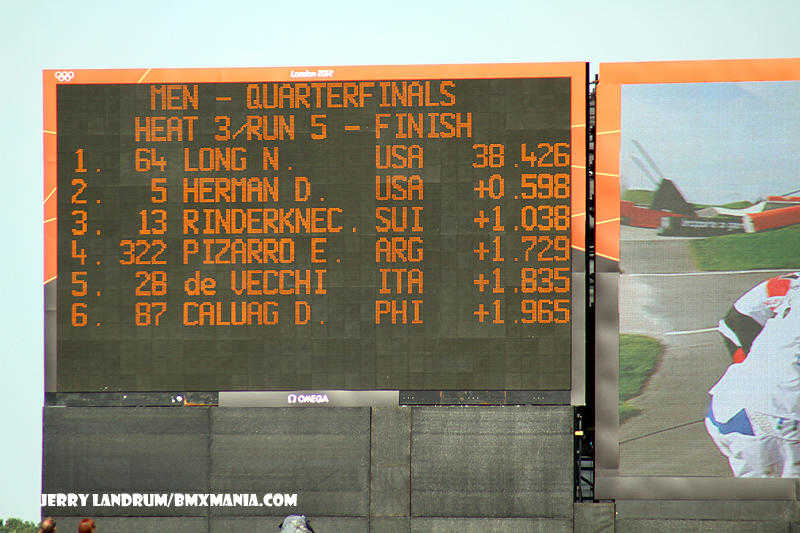 London 2012
MEN - QUARTERFINALS
HEAT 3/RUN 5 - FINISH
1. 64 LONG N. USA 38.426
2. 5 HERMAN D. USA +0.598
3. 13 RINDERKNEC. SUI +1.038
4. 322 PIZARRO E. ARG +1.729
5. 28 de VECCHI ITA +1.835
6. 87 CALUAG D. PHI +1.965
Ω OMEGA
JERRY LANDRUM/BMXMANIA.COM